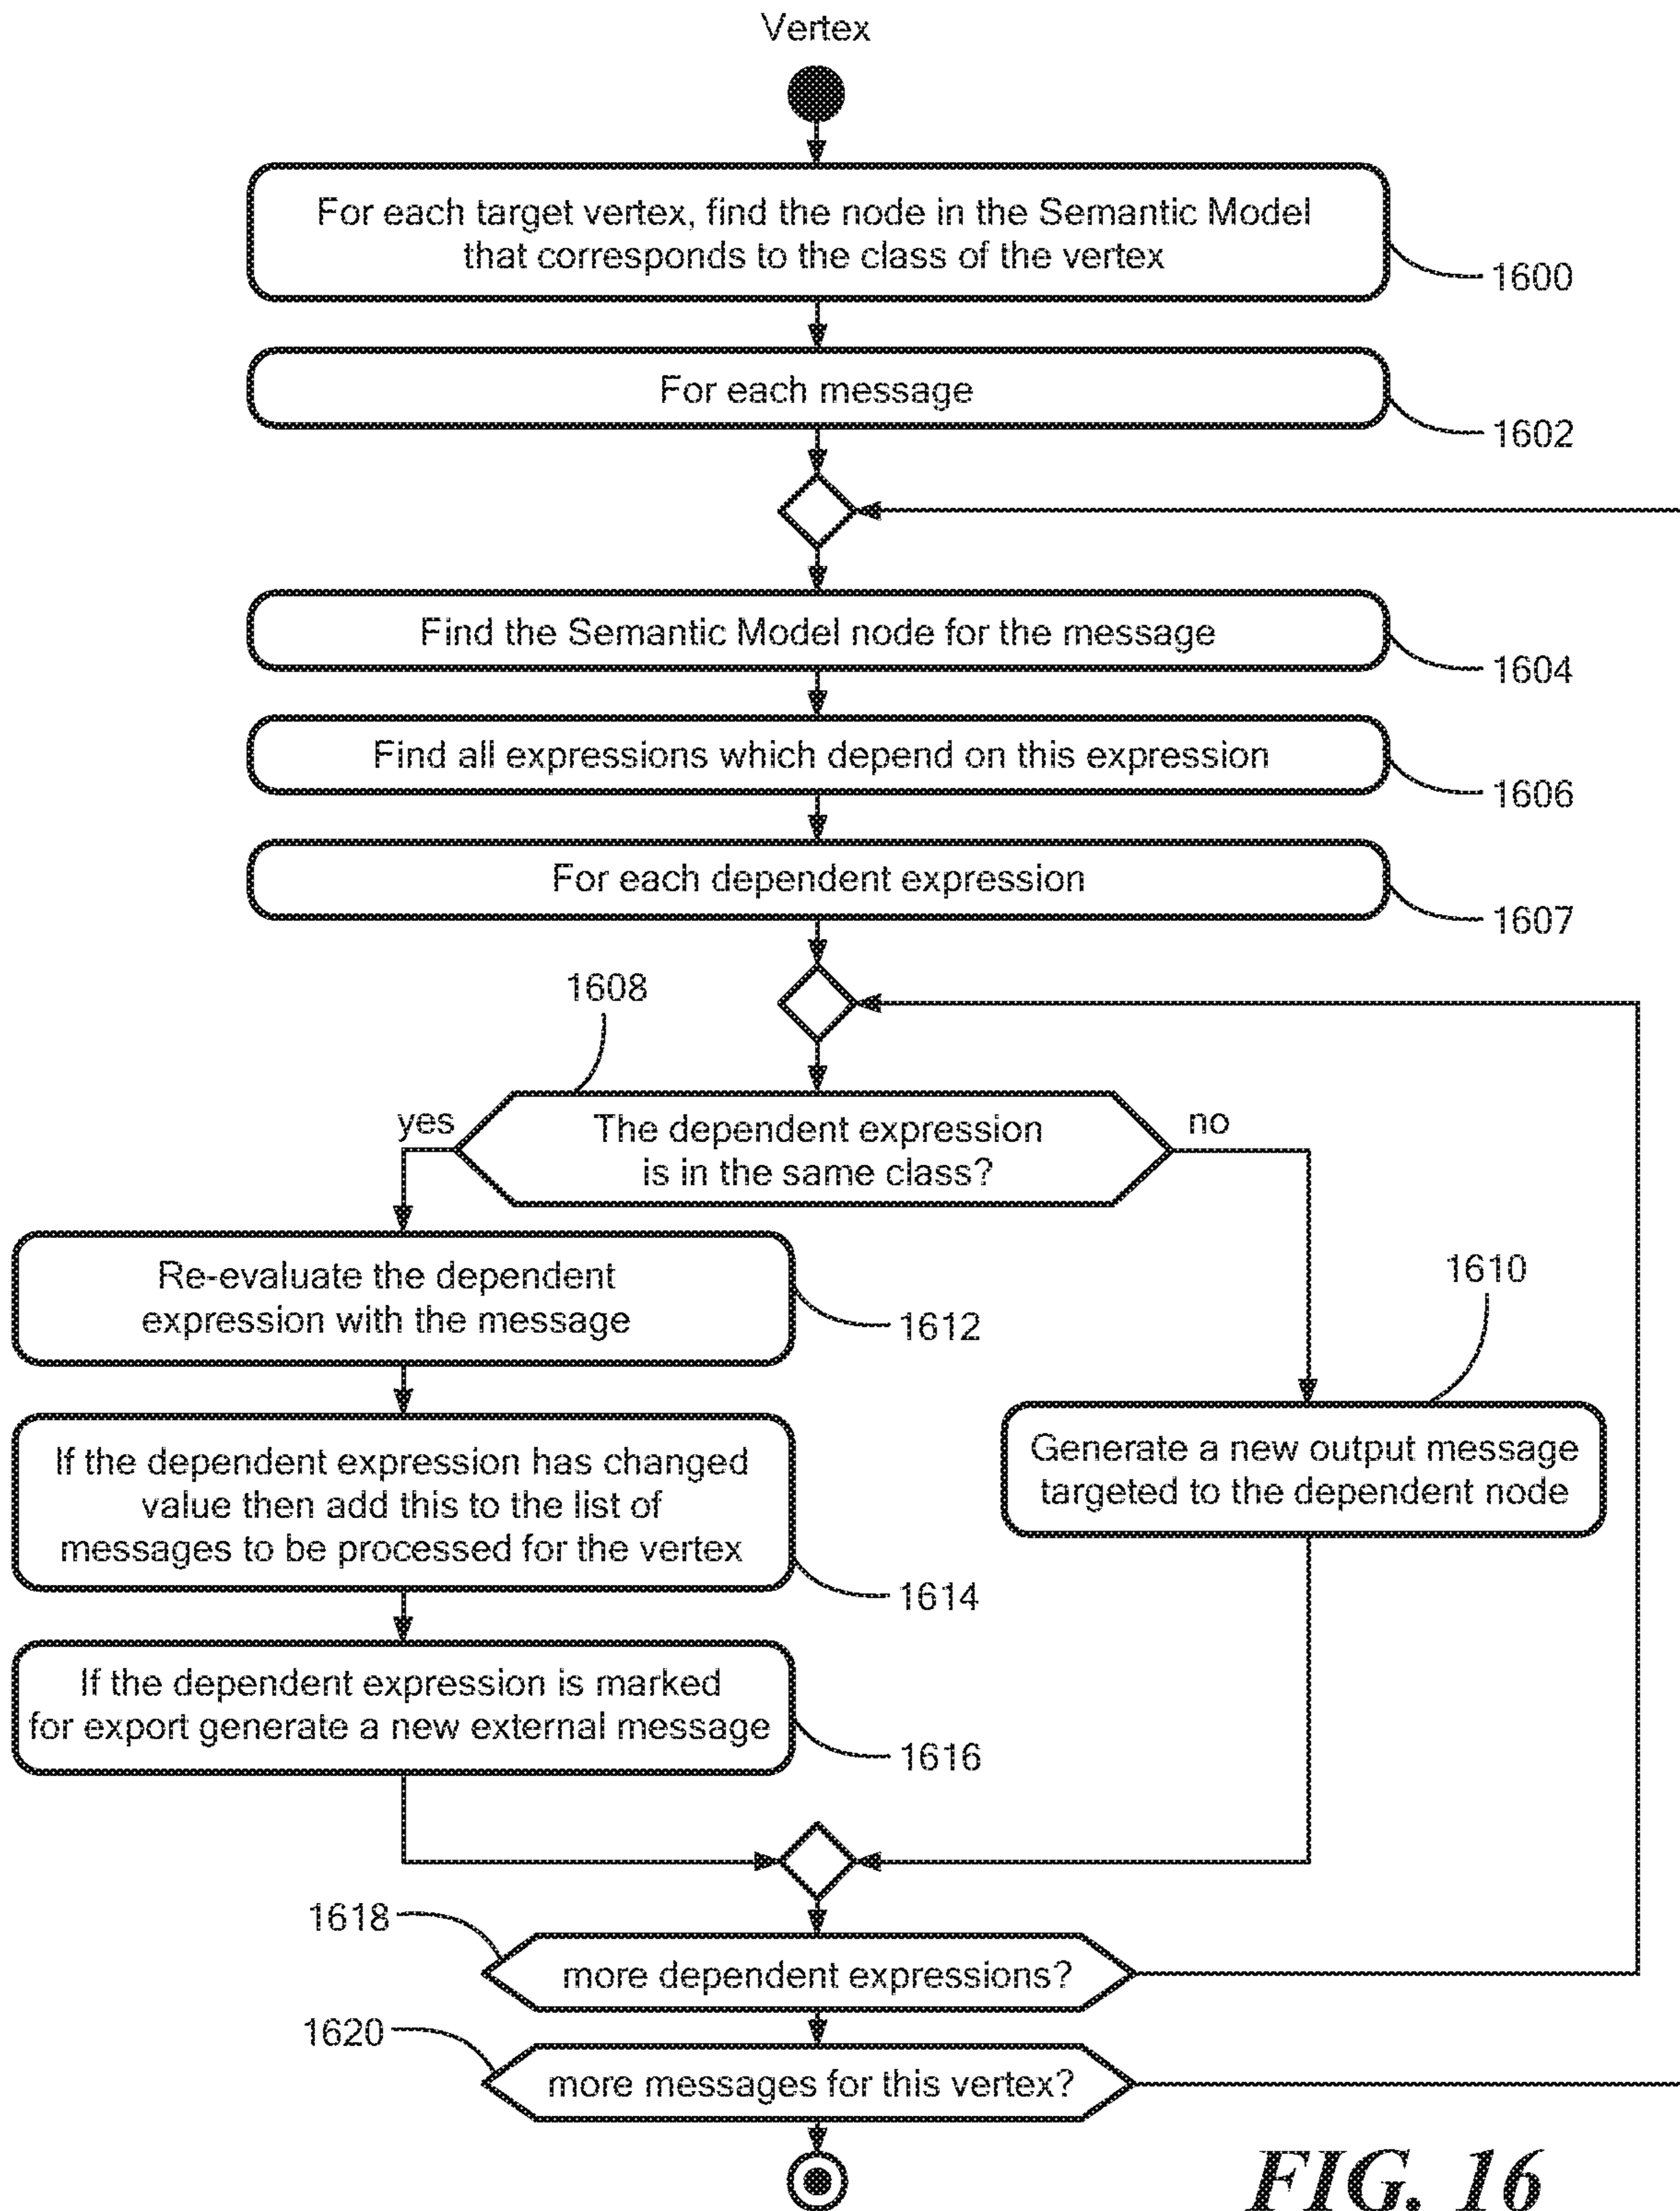 Vertex
For each target vertex, find the node in the Semantic Model
that corresponds to the class of the vertex
1600
For each message
1602
Find the Semantic Model node for the message
1604
Find all expressions which depend on this expression
1606
For each dependent expression
1607
1608
yes
The dependent expression
is in the same class?
no
Re-evaluate the dependent
expression with the message
1612
1610
If the dependent expression has changed
value then add this to the list of
messages to be processed for the vertex
1614
Generate a new output message
targeted to the dependent node
If the dependent expression is marked
for export generate a new external message
1616
1618
more dependent expressions?
1620
more messages for this vertex?
FIG. 16